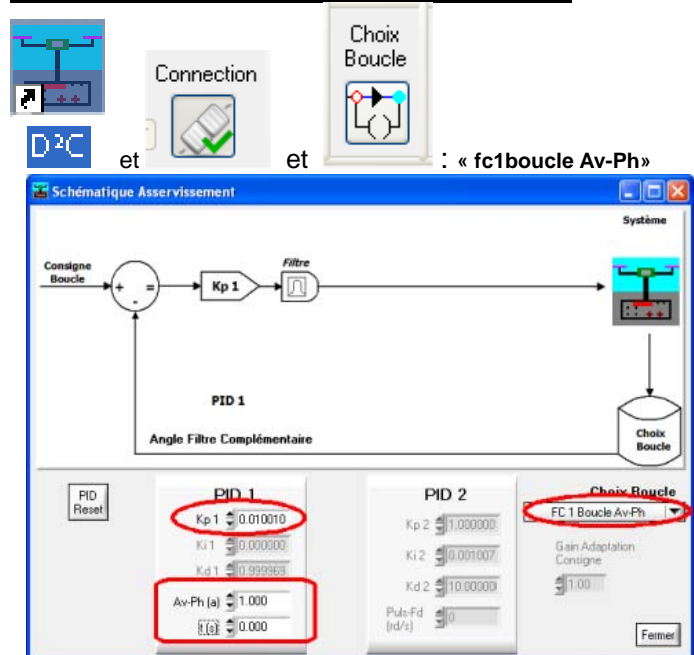 Choix
Boucle
Connection
D²C et et : « fc1boucle Av-Ph»
Schématique Asservissement
Système
Consigne
Boucle
Filtre
+ = Kp 1
-
PID 1
Angle Filtre Complémentaire
Choix
Boucle
PID
Reset
PID 1
Kp 1 0.010010
Ki 1 0.000000
Kd 1 0.999969
Av-Ph (a) 1.000
t (s) 0.000
PID 2
Kp 2 1.000000
Ki 2 0.001007
Kd 2 10.00000
Puls-Fd
(rd/s) 0
Choix Boucle
FC 1 Boucle Av-Ph
Gain Adaptation
Consigne
1.00
Fermer